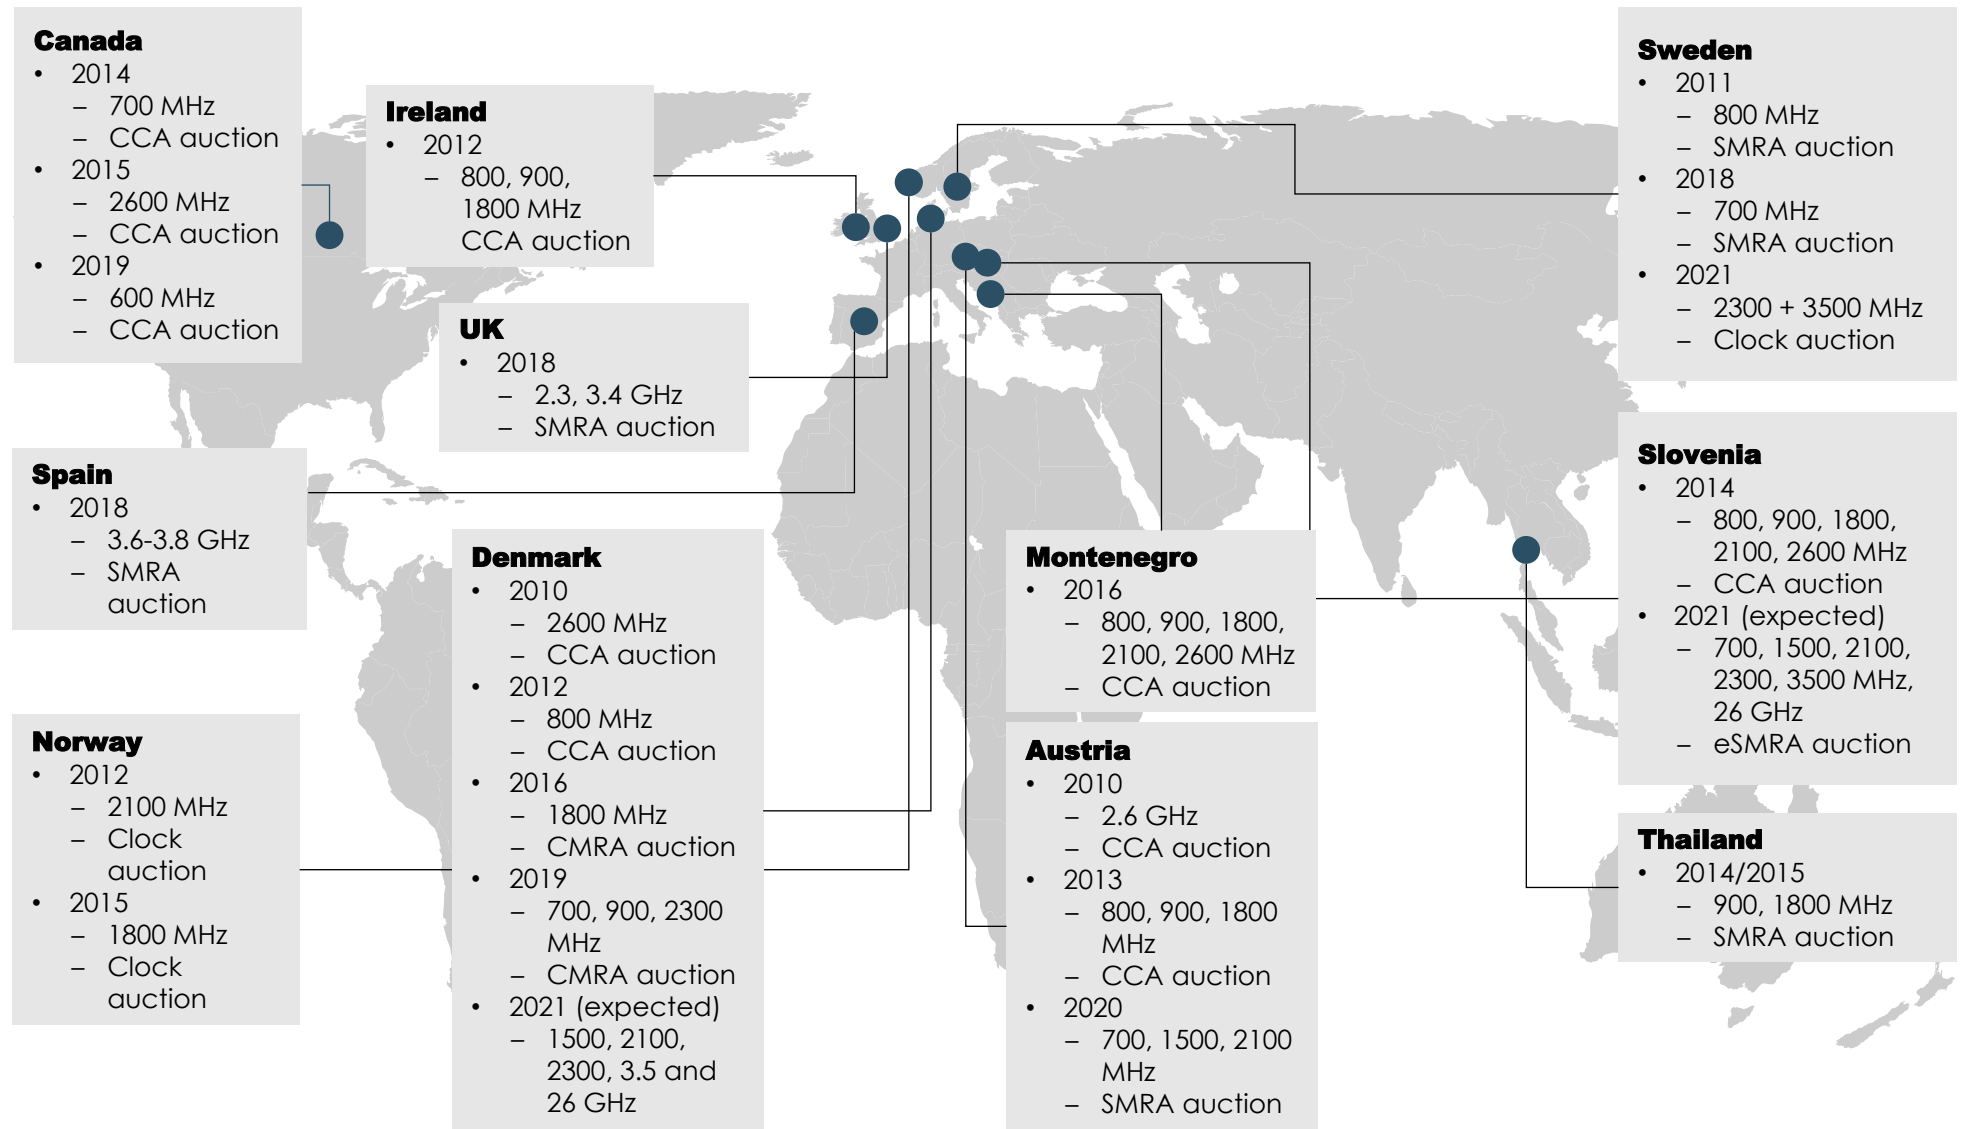 Canada
• 2014
– 700 MHz
– CCA auction
• 2015
– 2600 MHz
– CCA auction
• 2019
– 600 MHz
– CCA auction
Ireland
• 2012
– 800, 900,
1800 MHz
CCA auction
UK
• 2018
– 2.3, 3.4 GHz
– SMRA auction
Spain
• 2018
– 3.6-3.8 GHz
– SMRA
auction
Norway
• 2012
– 2100 MHz
– Clock
auction
• 2015
– 1800 MHz
– Clock
auction
Denmark
• 2010
– 2600 MHz
– CCA auction
• 2012
– 800 MHz
– CCA auction
• 2016
– 1800 MHz
– CMRA auction
• 2019
– 700, 900, 2300
MHz
– CMRA auction
• 2021 (expected)
– 1500, 2100,
2300, 3.5 and
26 GHz
Montenegro
• 2016
– 800, 900, 1800,
2100, 2600 MHz
– CCA auction
Austria
• 2010
– 2.6 GHz
– CCA auction
• 2013
– 800, 900, 1800
MHz
– CCA auction
• 2020
– 700, 1500, 2100
MHz
– SMRA auction
Sweden
• 2011
– 800 MHz
– SMRA auction
• 2018
– 700 MHz
– SMRA auction
• 2021
– 2300 + 3500 MHz
– Clock auction
Slovenia
• 2014
– 800, 900, 1800,
2100, 2600 MHz
– CCA auction
• 2021 (expected)
– 700, 1500, 2100,
2300, 3500 MHz,
26 GHz
– eSMRA auction
Thailand
• 2014/2015
– 900, 1800 MHz
– SMRA auction